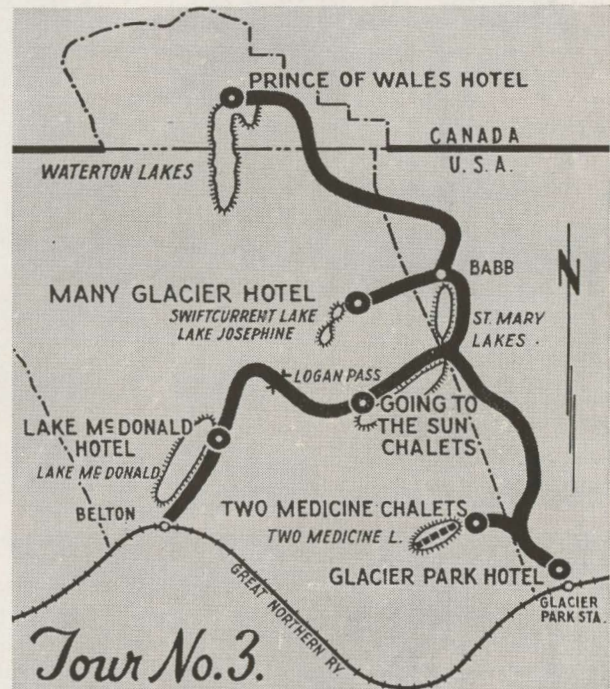 PRINCE OF WALES HOTEL
CANADA
U.S.A.
WATERTON LAKES
BABB
N
MANY GLACIER HOTEL
SWIFTCURRENT LAKE
LAKE JOSEPHINE
ST. MARY
LAKES
LOGAN PASS
GOING TO
THE SUN
CHALETS
LAKE McDONALD
HOTEL
LAKE McDONALD
BELTON
TWO MEDICINE CHALETS
TWO MEDICINE L.
GLACIER PARK HOTEL
GLACIER
PARK STA.
GREAT NORTHERN RY
Tour No.3.